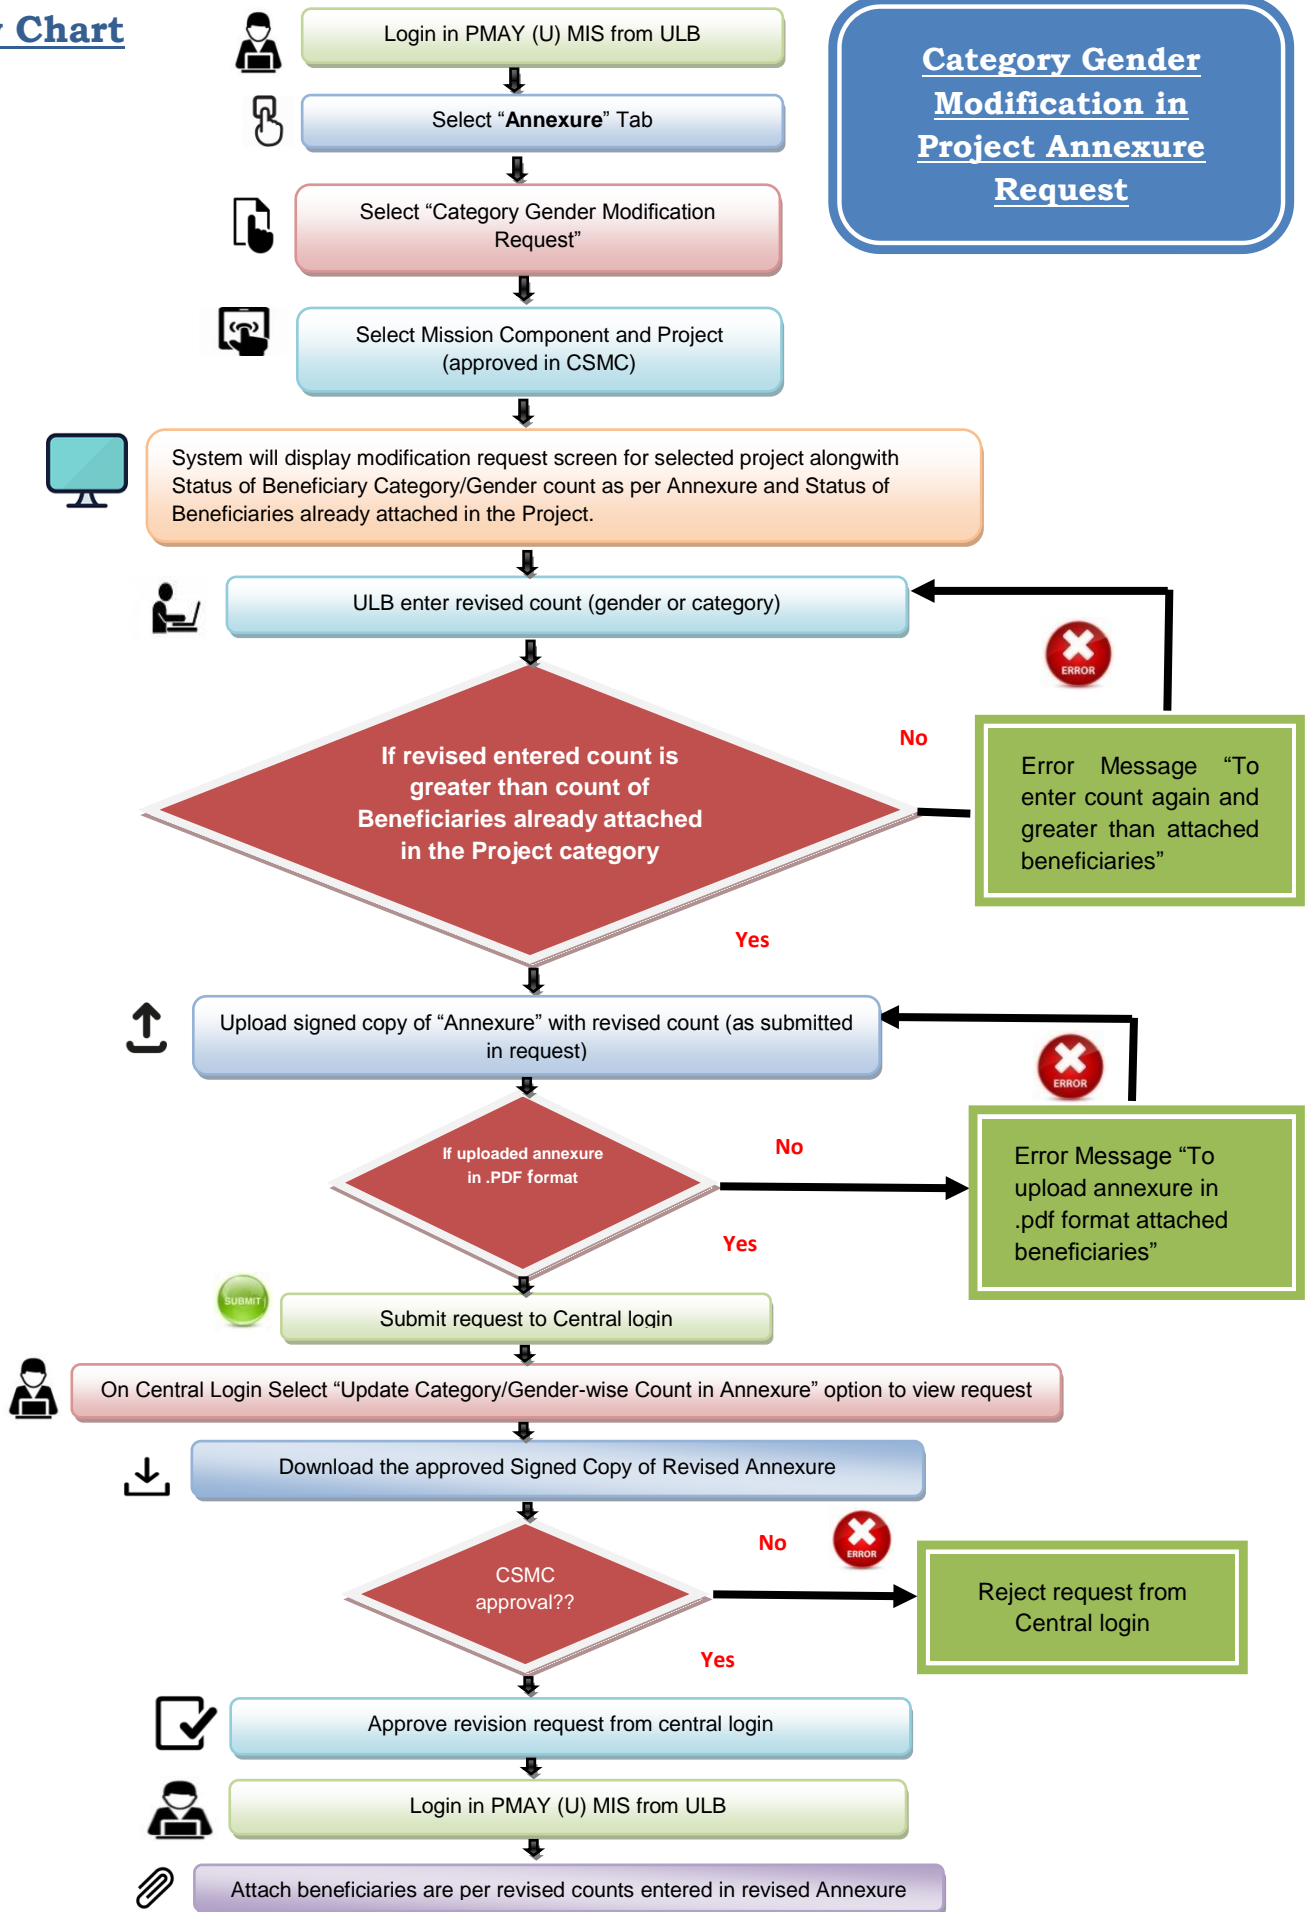 Chart
Login in PMAY (U) MIS from ULB
Category Gender
Modification in
Project Annexure
Request
Select “Annexure” Tab
Select “Category Gender Modification
Request”
Select Mission Component and Project
(approved in CSMC)
System will display modification request screen for selected project alongwith
Status of Beneficiary Category/Gender count as per Annexure and Status of
Beneficiaries already attached in the Project.
ULB enter revised count (gender or category)
ERROR
If revised entered count is
greater than count of
Beneficiaries already attached
in the Project category
No
Error Message “To
enter count again and
greater than attached
beneficiaries”
Yes
Upload signed copy of “Annexure” with revised count (as submitted
in request)
ERROR
If uploaded annexure
in .PDF format
No
Error Message “To
upload annexure in
.pdf format attached
beneficiaries”
Yes
SUBMIT
Submit request to Central login
On Central Login Select “Update Category/Gender-wise Count in Annexure” option to view request
Download the approved Signed Copy of Revised Annexure
No
ERROR
CSMC
approval??
Reject request from
Central login
Yes
Approve revision request from central login
Login in PMAY (U) MIS from ULB
Attach beneficiaries are per revised counts entered in revised Annexure